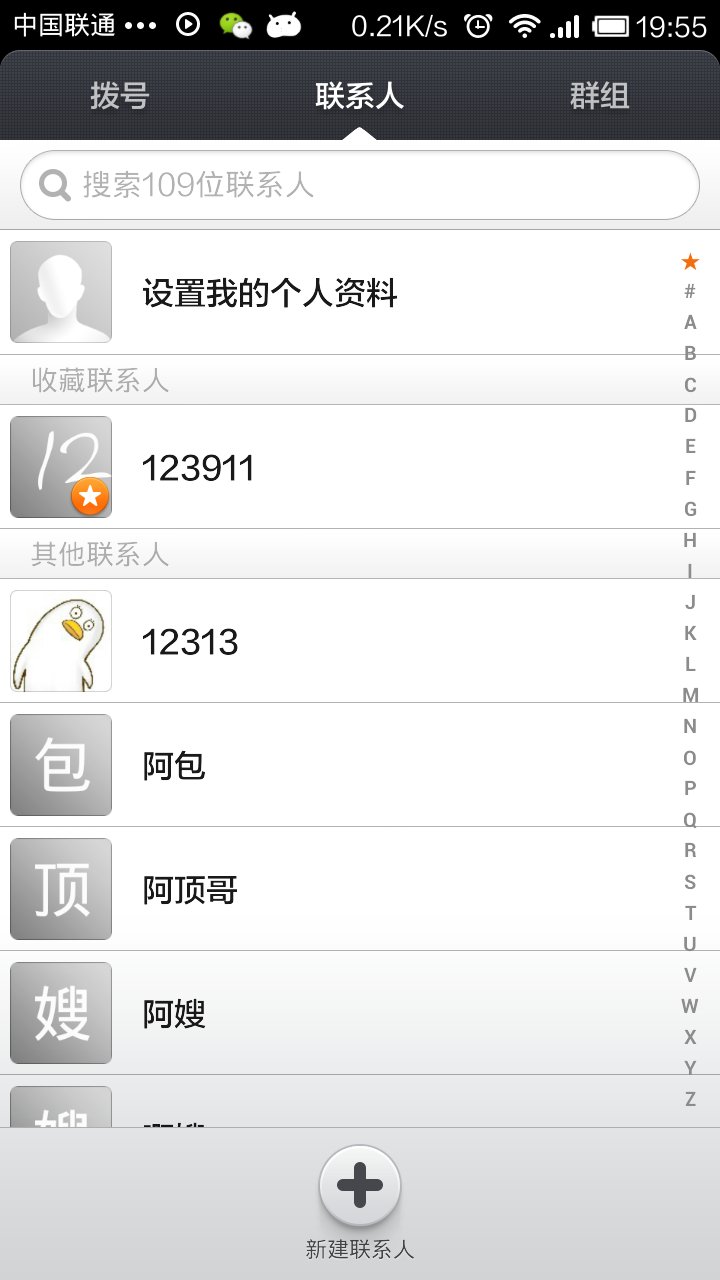 中国联通 ••• 0.21K/s 19:55
拨号 联系人 群组
搜索109位联系人
设置我的个人资料
收藏联系人
12 123911
其他联系人
12313
包 阿包
顶 阿顶哥
嫂 阿嫂
新建联系人
#
A
B
C
D
E
F
G
H
I
J
K
L
M
N
O
P
Q
R
S
T
U
V
W
X
Y
Z